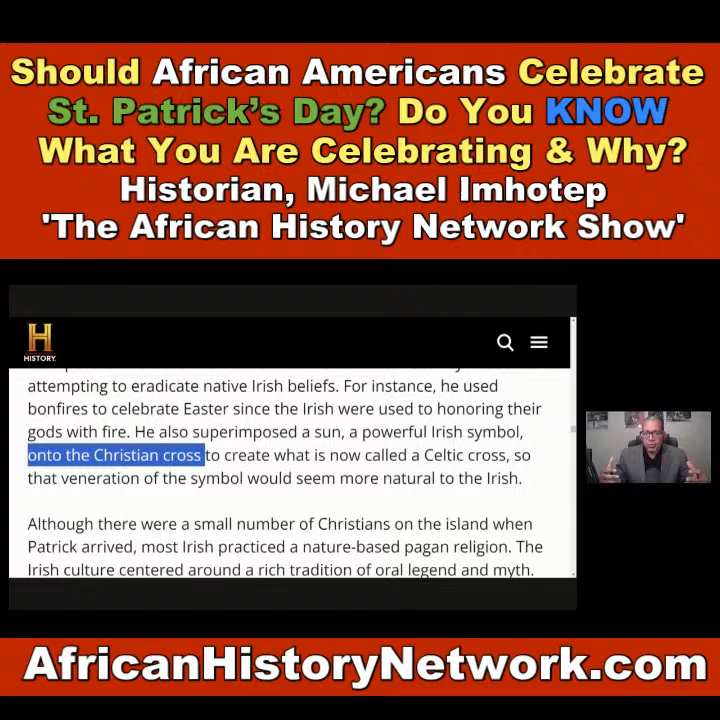 Should African Americans Celebrate
St. Patrick's Day? Do You KNOW
What You Are Celebrating & Why?
Historian, Michael Imhotep
'The African History Network Show'
H
HISTORY.
attempting to eradicate native Irish beliefs. For instance, he used
bonfires to celebrate Easter since the Irish were used to honoring their
gods with fire. He also superimposed a sun, a powerful Irish symbol,
onto the Christian cross to create what is now called a Celtic cross, so
that veneration of the symbol would seem more natural to the Irish.
Although there were a small number of Christians on the island when
Patrick arrived, most Irish practiced a nature-based pagan religion. The
Irish culture centered around a rich tradition of oral legend and myth.
AfricanHistoryNetwork.com